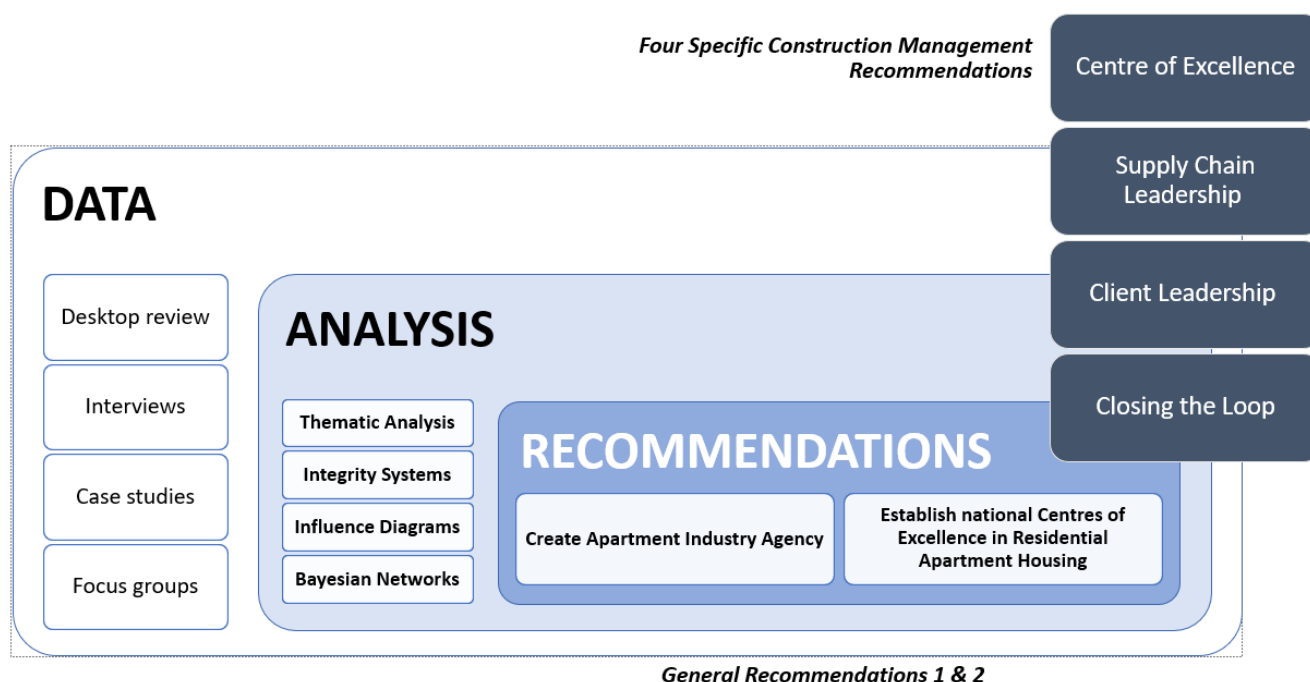 Four Specific Construction Management
Recommendations
Centre of Excellence
Supply Chain
Leadership
Client Leadership
Closing the Loop
DATA
Desktop review
Interviews
Case studies
Focus groups
ANALYSIS
Thematic Analysis
Integrity Systems
Influence Diagrams
Bayesian Networks
RECOMMENDATIONS
Create Apartment Industry Agency
Establish national Centres of
Excellence in Residential
Apartment Housing
General Recommendations 1 & 2